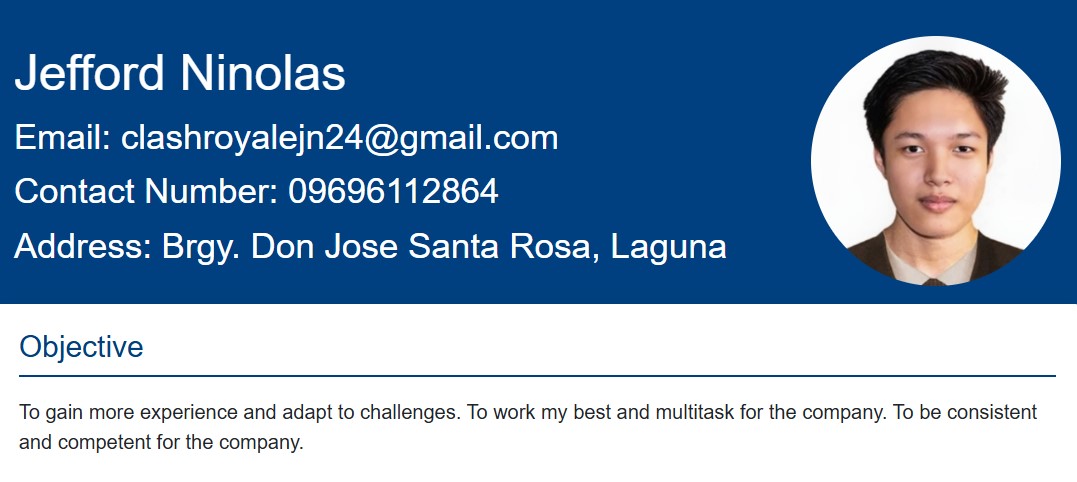 Jefford Ninolas
Email: clashroyalejn24@gmail.com
Contact Number: 09696112864
Address: Brgy. Don Jose Santa Rosa, Laguna
Objective
To gain more experience and adapt to challenges. To work my best and multitask for the company. To be consistent
and competent for the company.